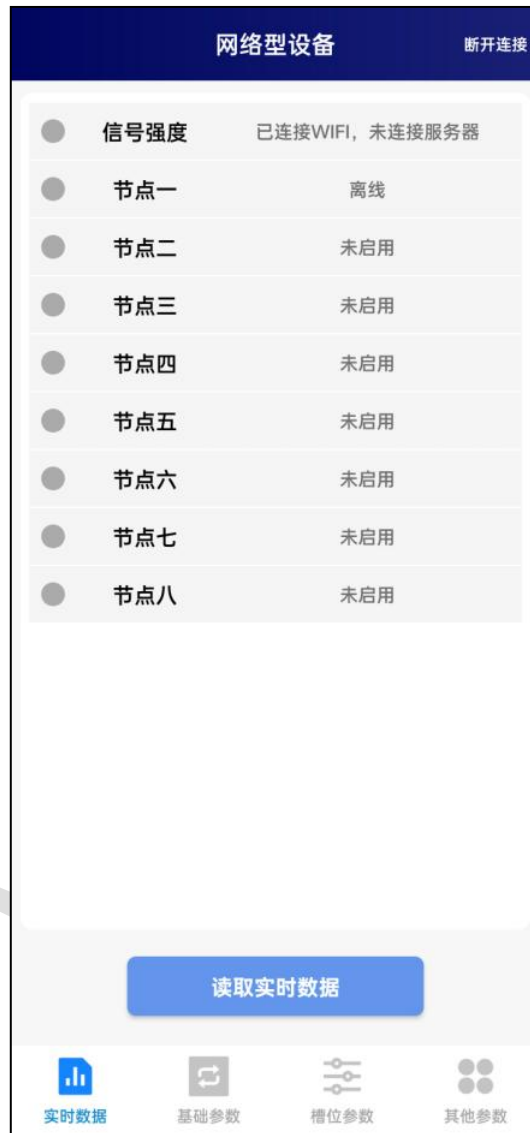 网络型设备 断开连接
信号强度 已连接WIFI，未连接服务器
节点一 离线
节点二 未启用
节点三 未启用
节点四 未启用
节点五 未启用
节点六 未启用
节点七 未启用
节点八 未启用
读取实时数据
实时数据 基础参数 槽位参数 其他参数